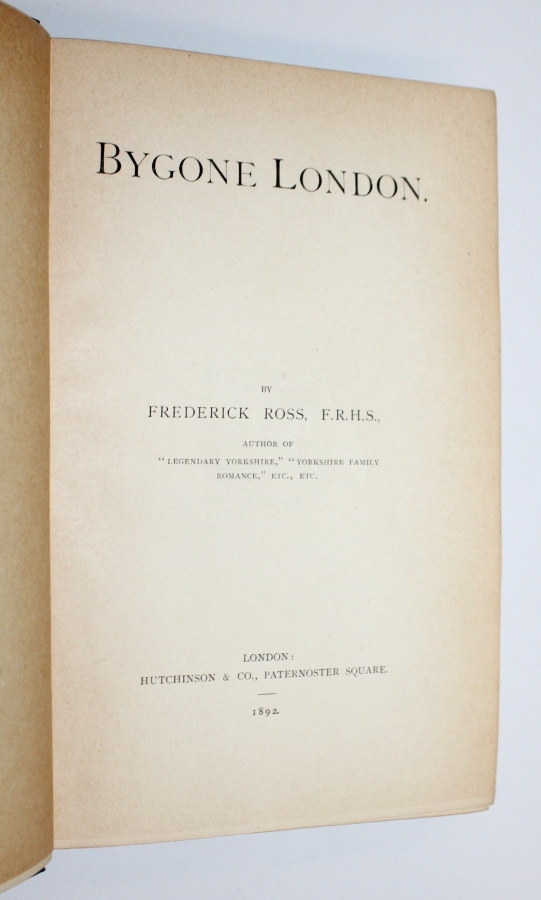 BYGONE LONDON.
BY
FREDERICK ROSS, F.R.H.S.,
AUTHOR OF
"LEGENDARY YORKSHIRE," "YORKSHIRE FAMILY
ROMANCE," ETC., ETC.
LONDON:
HUTCHINSON & CO., PATERNOSTER SQUARE.
1892.